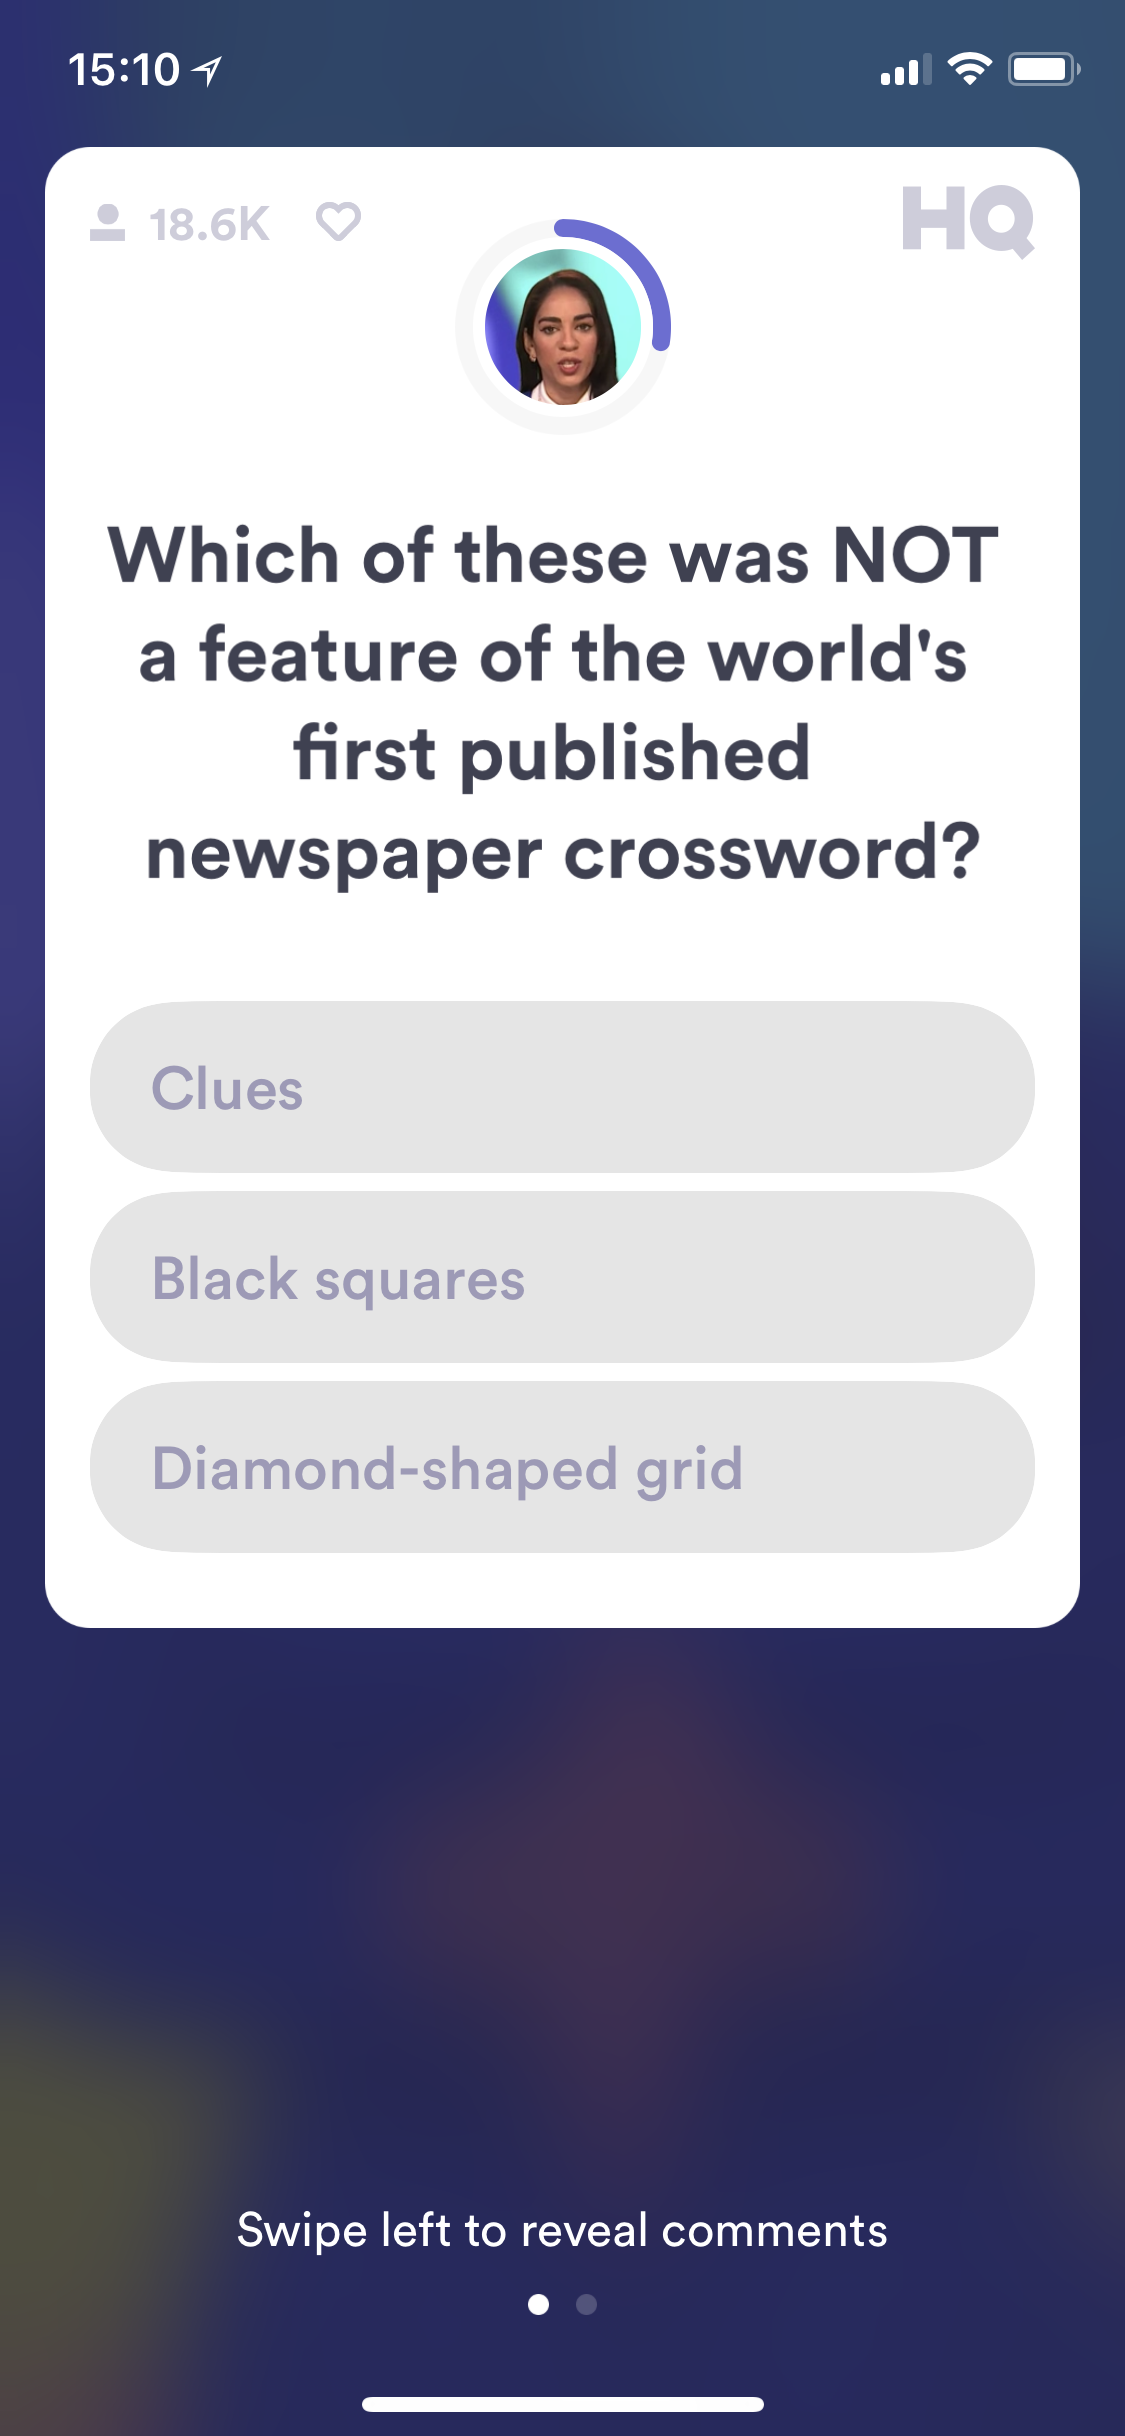 15:10
18.6K
HQ
Which of these was NOT
a feature of the world's
first published
newspaper crossword?
Clues
Black squares
Diamond-shaped grid
Swipe left to reveal comments